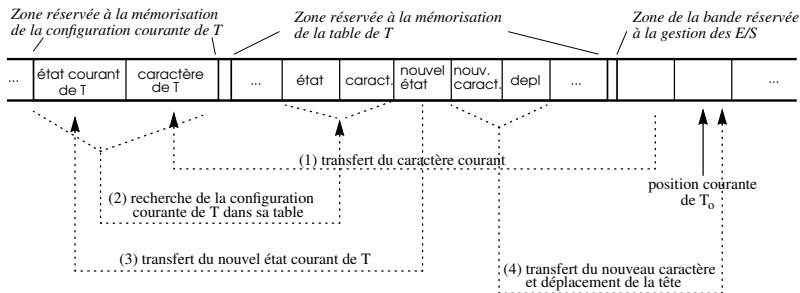 Zone réservée à la mémorisation
de la configuration courante de T
Zone réservée à la mémorisation
de la table de T
Zone de la bande réservée
à la gestion des E/S
...
état courant
de T
caractère
de T
...
état
caract.
nouvel
état
nouv.
caract.
depl
...
...
(1) transfert du caractère courant
position courante
de To
(2) recherche de la configuration
courante de T dans sa table
(3) transfert du nouvel état courant de T
(4) transfert du nouveau caractère
et déplacement de la tête